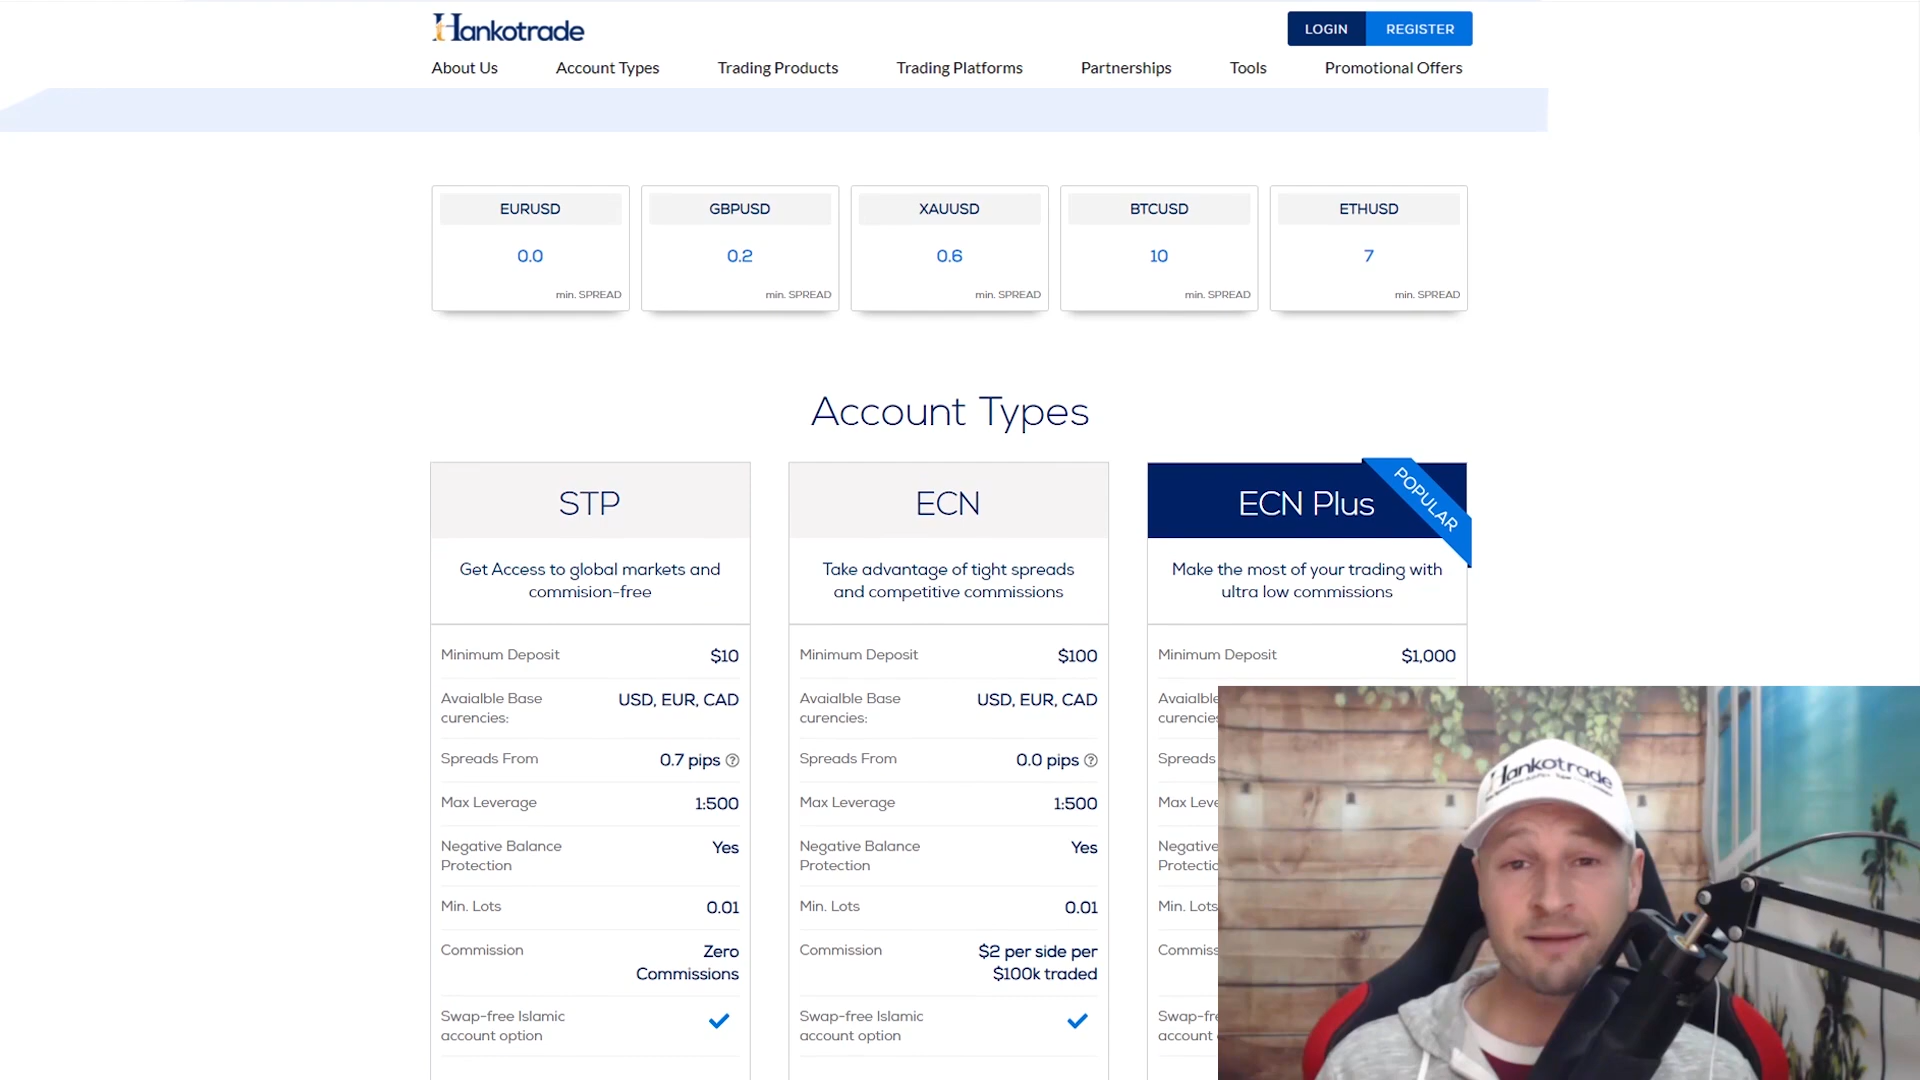 Hankotrade
LOGIN
REGISTER
About Us
Account Types
Trading Products
Trading Platforms
Partnerships
Tools
Promotional Offers
EURUSD
0.0
min. SPREAD
GBPUSD
0.2
min. SPREAD
XAUUSD
0.6
min. SPREAD
BTCUSD
10
min. SPREAD
ETHUSD
7
min. SPREAD
Account Types
STP
Get Access to global markets and
commision-free
Minimum Deposit
$10
Avaialble Base
curencies:
USD, EUR, CAD
Spreads From
0.7 pips
Max Leverage
1:500
Negative Balance
Protection
Yes
Min. Lots
0.01
Commission
Zero
Commissions
Swap-free Islamic
account option
ECN
Take advantage of tight spreads
and competitive commissions
Minimum Deposit
$100
Avaialble Base
curencies:
USD, EUR, CAD
Spreads From
0.0 pips
Max Leverage
1:500
Negative Balance
Protection
Yes
Min. Lots
0.01
Commission
$2 per side per
$100k traded
Swap-free Islamic
account option
ECN Plus
POPULAR
Make the most of your trading with
ultra low commissions
Minimum Deposit
$1,000
Spreads
Min. Lots
account
Hankotrade